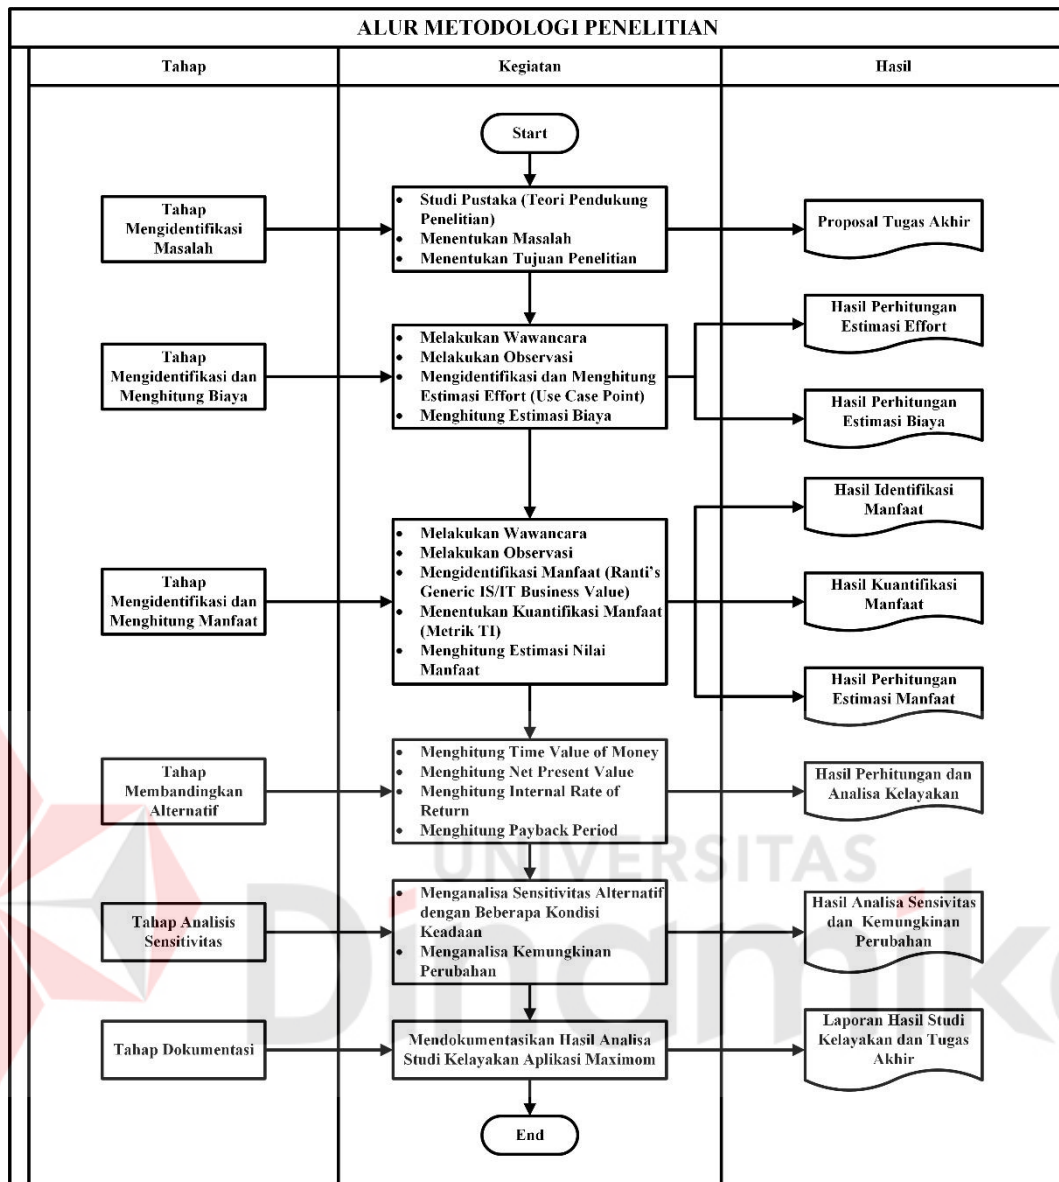 ALUR METODOLOGI PENELITIAN
Tahap
Kegiatan
Hasil
Start
Tahap
Mengidentifikasi
Masalah
• Studi Pustaka (Teori Pendukung
Penelitian)
• Menentukan Masalah
• Menentukan Tujuan Penelitian
Proposal Tugas Akhir
Tahap
Mengidentifikasi dan
Menghitung Biaya
• Melakukan Wawancara
• Melakukan Observasi
• Mengidentifikasi dan Menghitung
Estimasi Effort (Use Case Point)
• Menghitung Estimasi Biaya
Hasil Perhitungan
Estimasi Effort
Hasil Perhitungan
Estimasi Biaya
Tahap
Mengidentifikasi dan
Menghitung Manfaat
• Melakukan Wawancara
• Melakukan Observasi
• Mengidentifikasi Manfaat (Ranti's
Generic IS/IT Business Value)
• Menentukan Kuantifikasi Manfaat
(Metrik TI)
• Menghitung Estimasi Nilai
Manfaat
Hasil Identifikasi
Manfaat
Hasil Kuantifikasi
Manfaat
Hasil Perhitungan
Estimasi Manfaat
Tahap
Membandingkan
Alternatif
• Menghitung Time Value of Money
• Menghitung Net Present Value
• Menghitung Internal Rate of
Return
• Menghitung Payback Period
Hasil Perhitungan dan
Analisa Kelayakan
UNIVERSITAS
Dinamika
Tahap Analisis
Sensitivitas
• Menganalisa Sensitivitas Alternatif
dengan Beberapa Kondisi
Keadaan
• Menganalisa Kemungkinan
Perubahan
Hasil Analisa Sensivitas
dan Kemungkinan
Perubahan
Tahap Dokumentasi
Mendokumentasikan Hasil Analisa
Studi Kelayakan Aplikasi Maximom
Laporan Hasil Studi
Kelayakan dan Tugas
Akhir
End